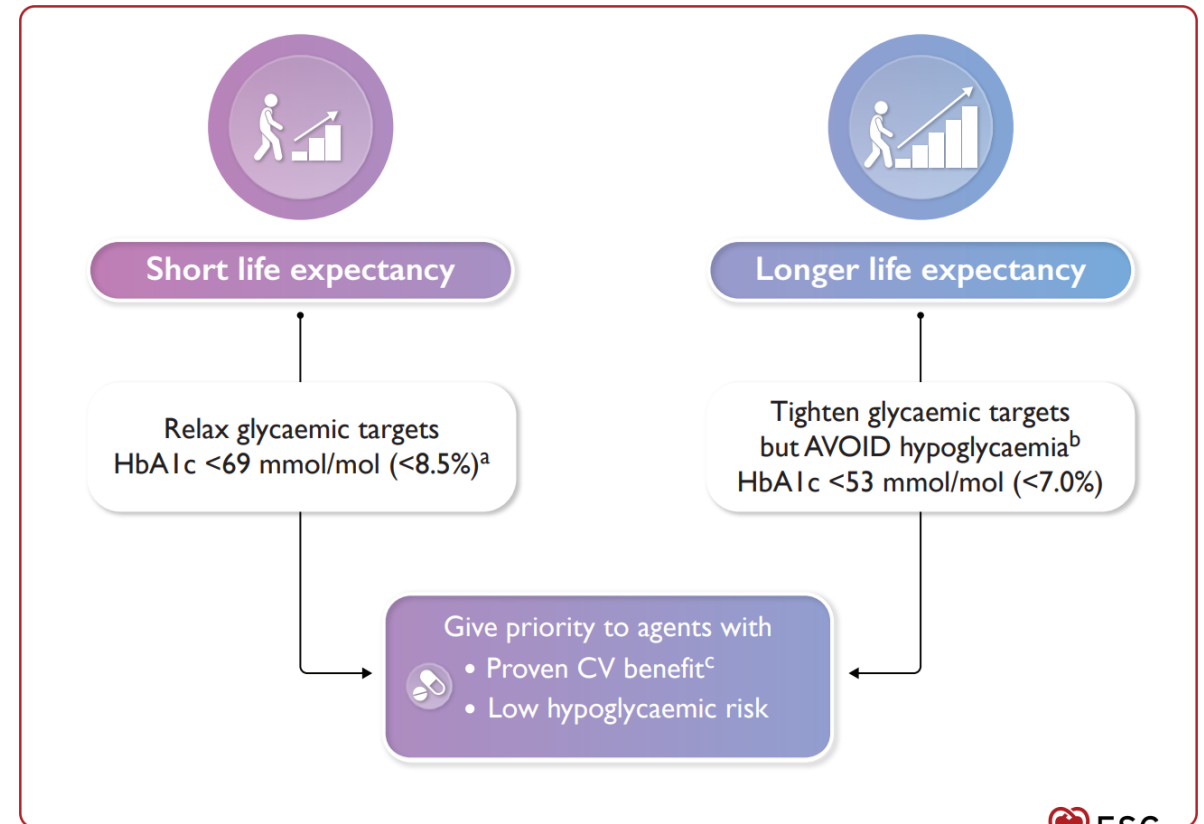 Short life expectancy
Longer life expectancy
Relax glycaemic targets
HbA1c <69 mmol/mol (<8.5%)a
Tighten glycaemic targets
but AVOID hypoglycaemiab
HbA1c <53 mmol/mol (<7.0%)
Give priority to agents with
• Proven CV benefitc
• Low hypoglycaemic risk
ESC